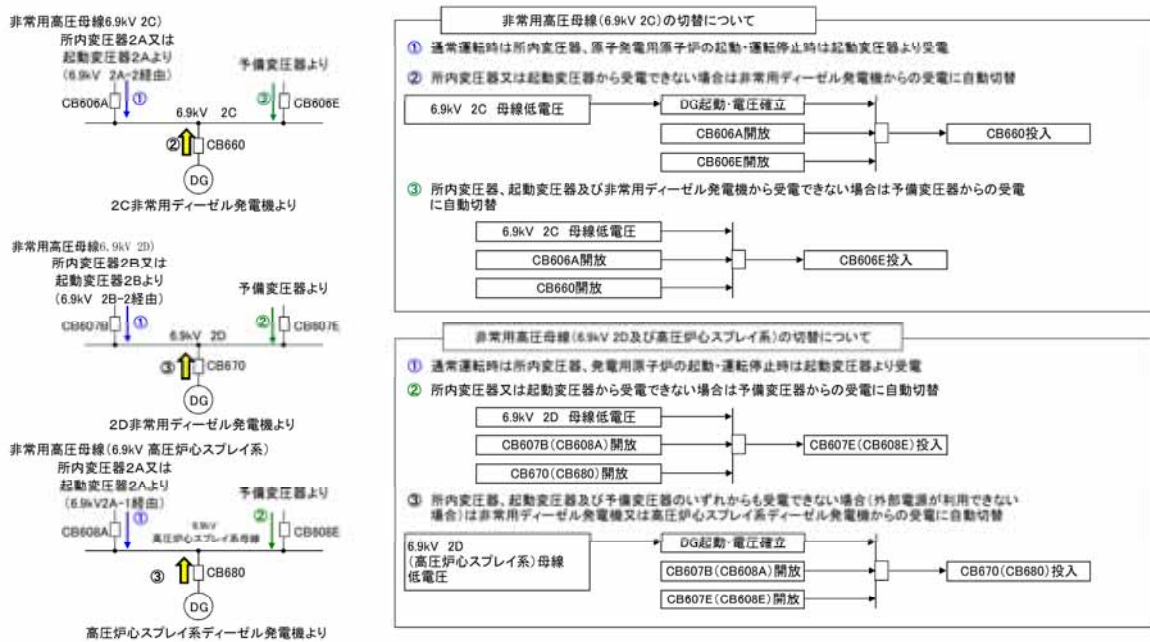 非常用高圧母線6.9kV 2C)
所内変圧器2A又は
起動変圧器2Aより
(6.9kV 2A-2経由)
予備変圧器より
CB606A
①
③
CB606E
6.9kV 2C
②
CB660
DG
2C非常用ディーゼル発電機より
非常用高圧母線6.9kV 2D)
所内変圧器2B又は
起動変圧器2Bより
(6.9kV 2B-2経由)
予備変圧器より
CB607B
①
②
CB607E
6.9kV 2D
③
CB670
DG
2D非常用ディーゼル発電機より
非常用高圧母線(6.9kV 高圧炉心スプレイ系)
所内変圧器2A又は
起動変圧器2Aより
(6.9kV2A-1経由)
予備変圧器より
CB608A
①
②
CB608E
6.9kV
高圧炉心スプレイ系母線
③
CB680
DG
高圧炉心スプレイ系ディーゼル発電機より
非常用高圧母線(6.9kV 2C)の切替について
① 通常運転時は所内変圧器、原子発電用原子炉の起動・運転停止時は起動変圧器より受電
② 所内変圧器又は起動変圧器から受電できない場合は非常用ディーゼル発電機からの受電に自動切替
6.9kV 2C 母線低電圧
DG起動・電圧確立
CB606A開放
CB606E開放
CB660投入
③ 所内変圧器、起動変圧器及び非常用ディーゼル発電機から受電できない場合は予備変圧器からの受電
に自動切替
6.9kV 2C 母線低電圧
CB606A開放
CB660開放
CB606E投入
非常用高圧母線(6.9kV 2D及び高圧炉心スプレイ系)の切替について
① 通常運転時は所内変圧器、発電用原子炉の起動・運転停止時は起動変圧器より受電
② 所内変圧器又は起動変圧器から受電できない場合は予備変圧器からの受電に自動切替
6.9kV 2D 母線低電圧
CB607B(CB608A)開放
CB670(CB680)開放
CB607E(CB608E)投入
③ 所内変圧器、起動変圧器及び予備変圧器のいずれからも受電できない場合(外部電源が利用できない
場合)は非常用ディーゼル発電機又は高圧炉心スプレイ系ディーゼル発電機からの受電に自動切替
6.9kV 2D
(高圧炉心スプレイ系)母線
低電圧
DG起動・電圧確立
CB607B(CB608A)開放
CB607E(CB608E)開放
CB670(CB680)投入